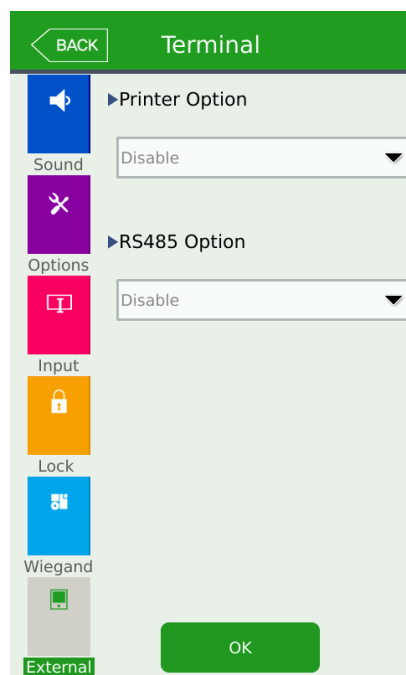 BACK
Terminal
Sound
Options
Input
Lock
Wiegand
External
Printer Option
Disable
RS485 Option
Disable
OK